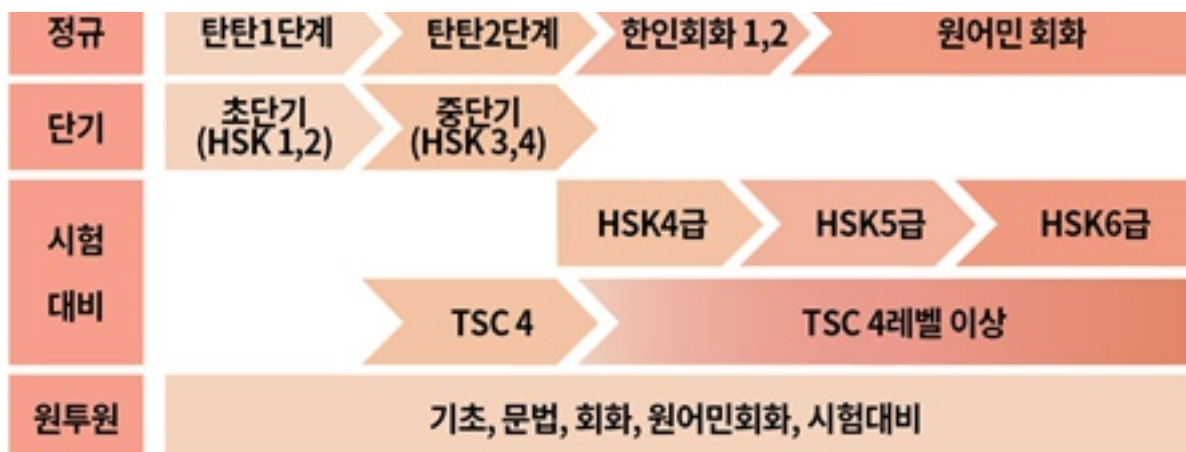 정규 탄탄1단계 탄탄2단계 한인회화 1,2 원어민 회화
단기 초단기 (HSK 1,2) 중단기 (HSK 3,4)
시험 대비 HSK4급 HSK5급 HSK6급
TSC 4 TSC 4레벨 이상
원투원 기초, 문법, 회화, 원어민회화, 시험대비